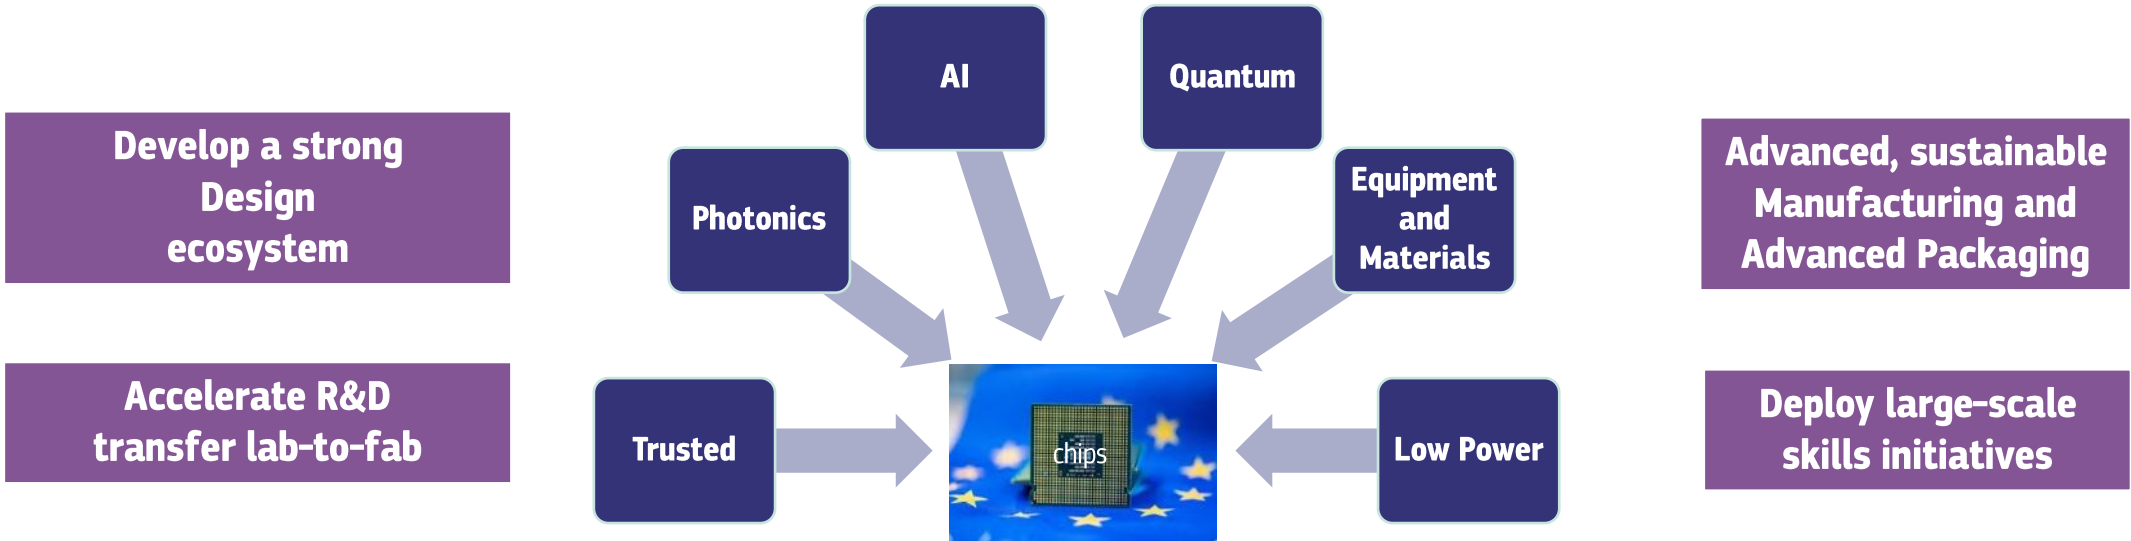 AI
Quantum
Develop a strong
Design
ecosystem
Photonics
Equipment
and
Materials
Advanced, sustainable
Manufacturing and
Advanced Packaging
Accelerate R&D
transfer lab-to-fab
Trusted
chips
Low Power
Deploy large-scale
skills initiatives